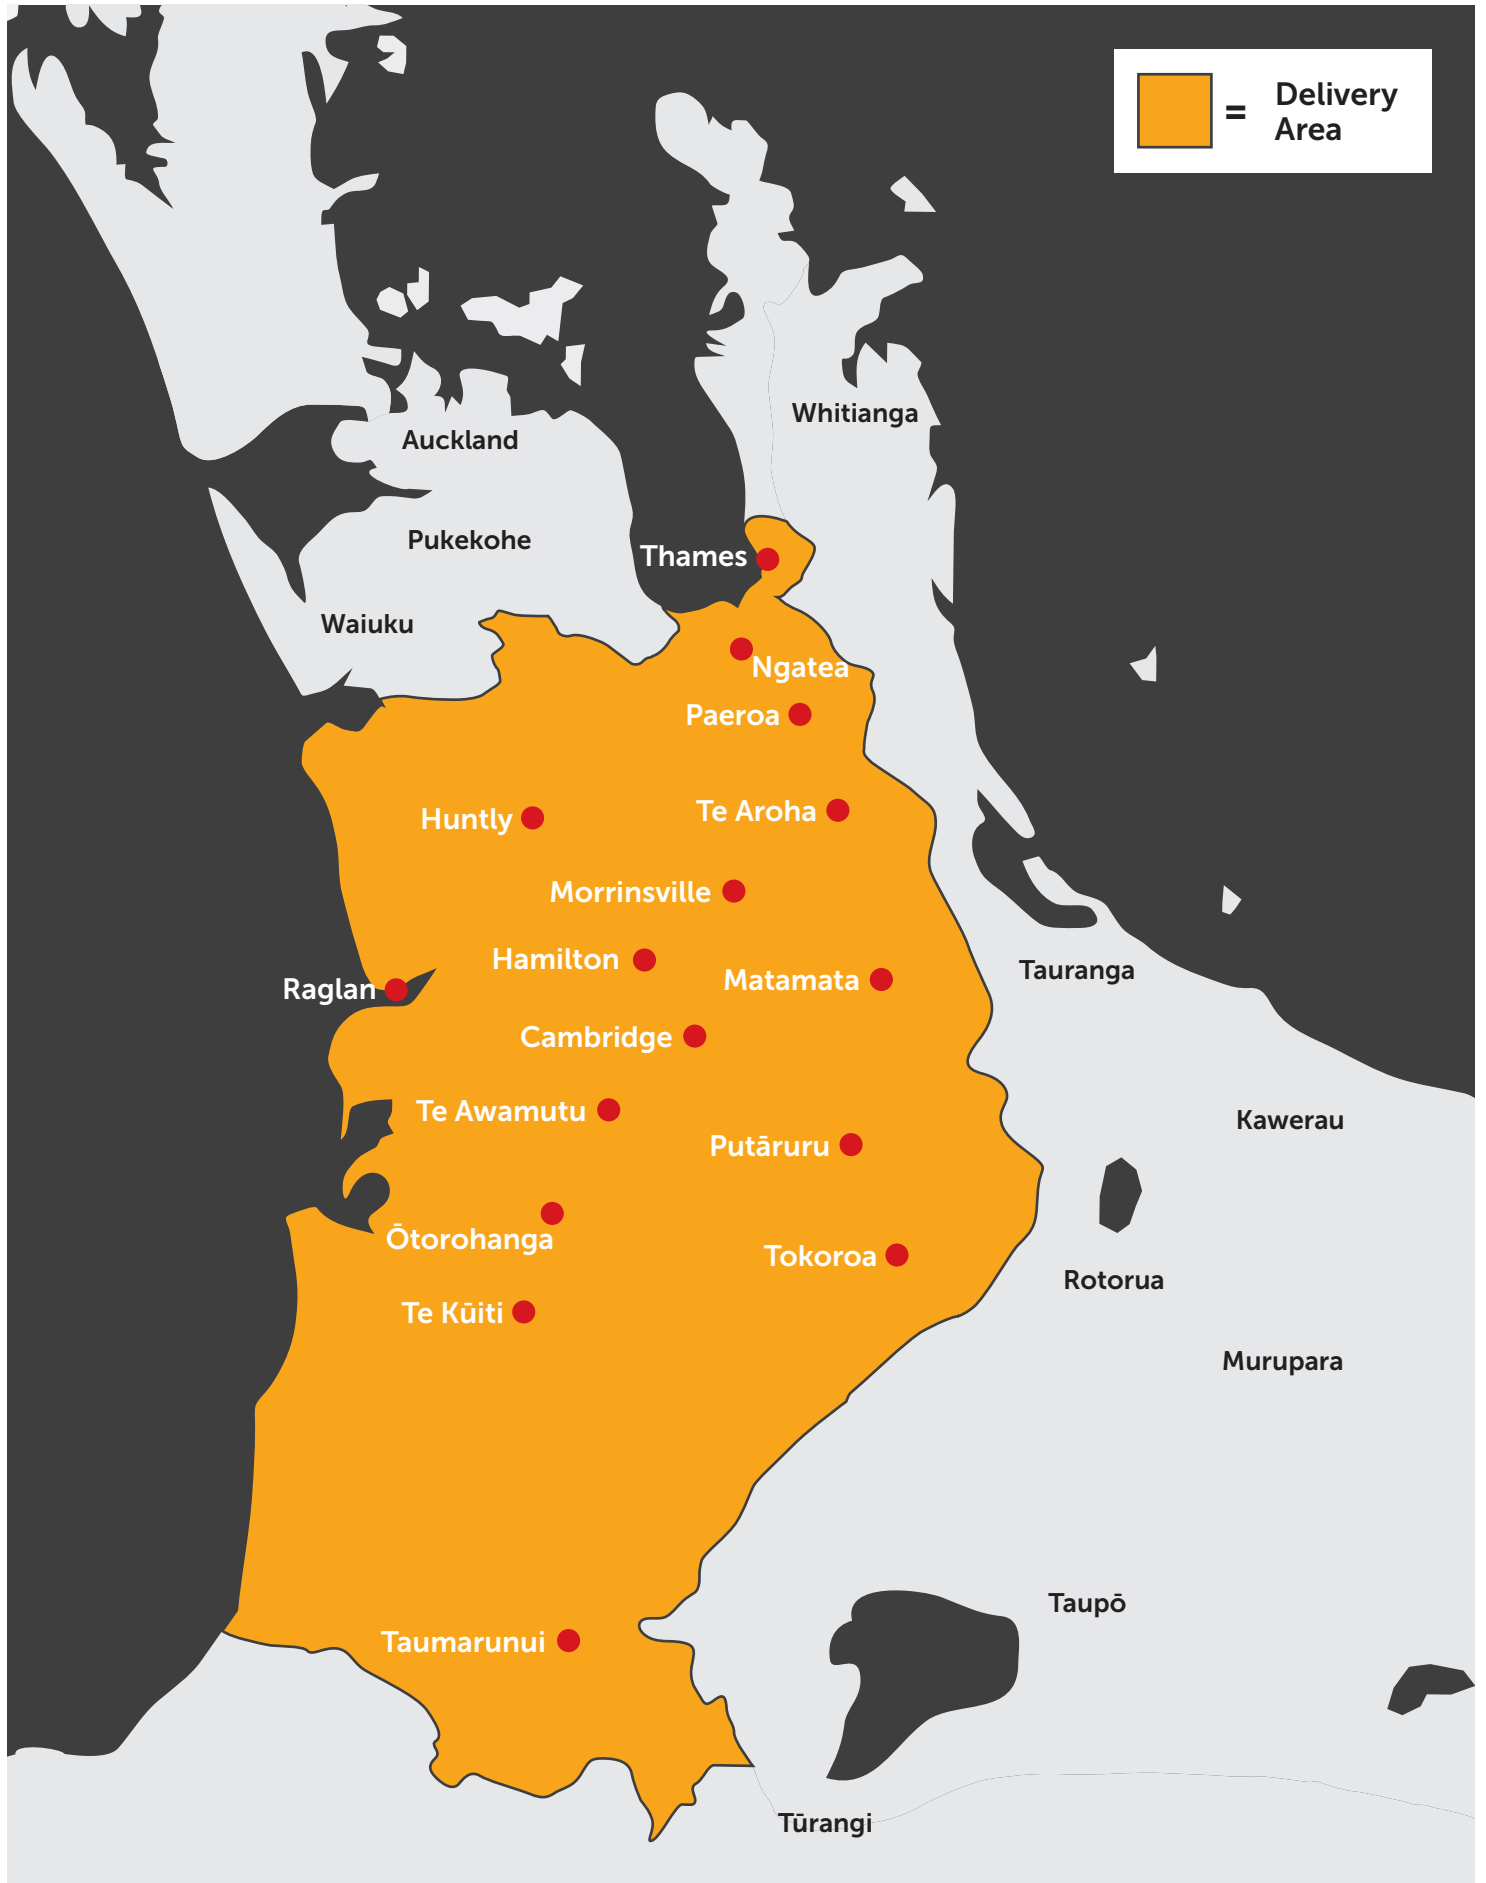 =
Delivery
Area
Whitianga
Auckland
Pukekohe
Thames
Waiuku
Ngatea
Paeroa
Te Aroha
Huntly
Morrinsville
Hamilton
Tauranga
Matamata
Raglan
Cambridge
Te Awamutu
Kawerau
Putāruru
Ōtorohanga
Tokoroa
Rotorua
Te Kūiti
Murupara
Taupō
Taumarunui
Tūrangi